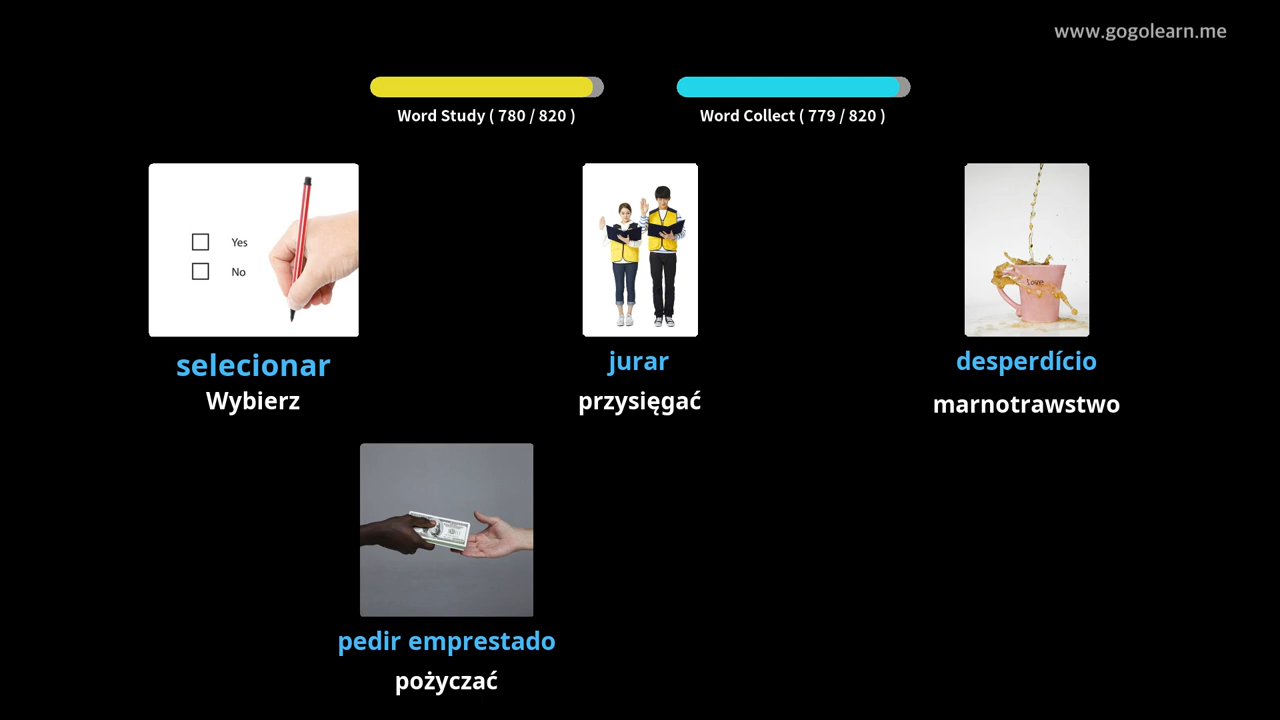 www.gogolearn.me
Word Study ( 780 / 820 )
Word Collect ( 779 / 820 )
Yes
No
Love
selecionar
Wybierz
jurar
przysięgać
desperdício
marnotrawstwo
pedir emprestado
pożyczać